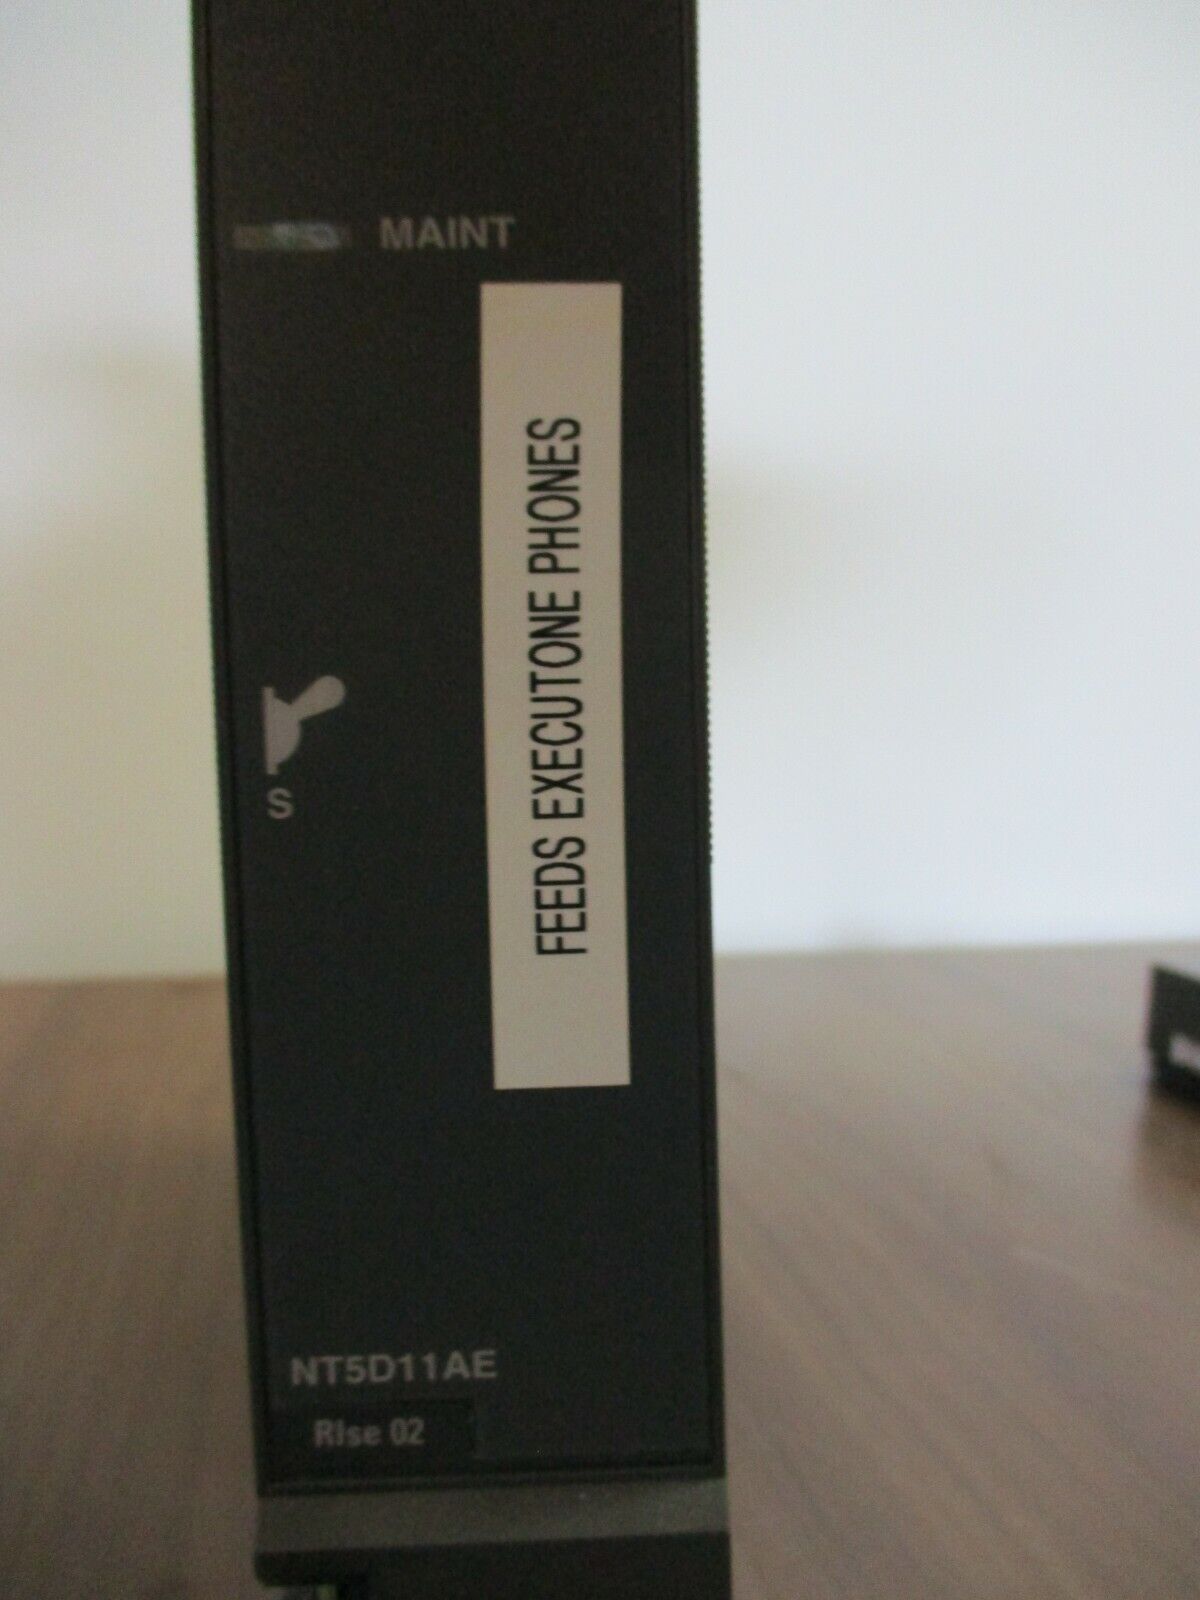 MAINT
FEEDS EXECUTONE PHONES
S
NT5D11AE
Rlse 02